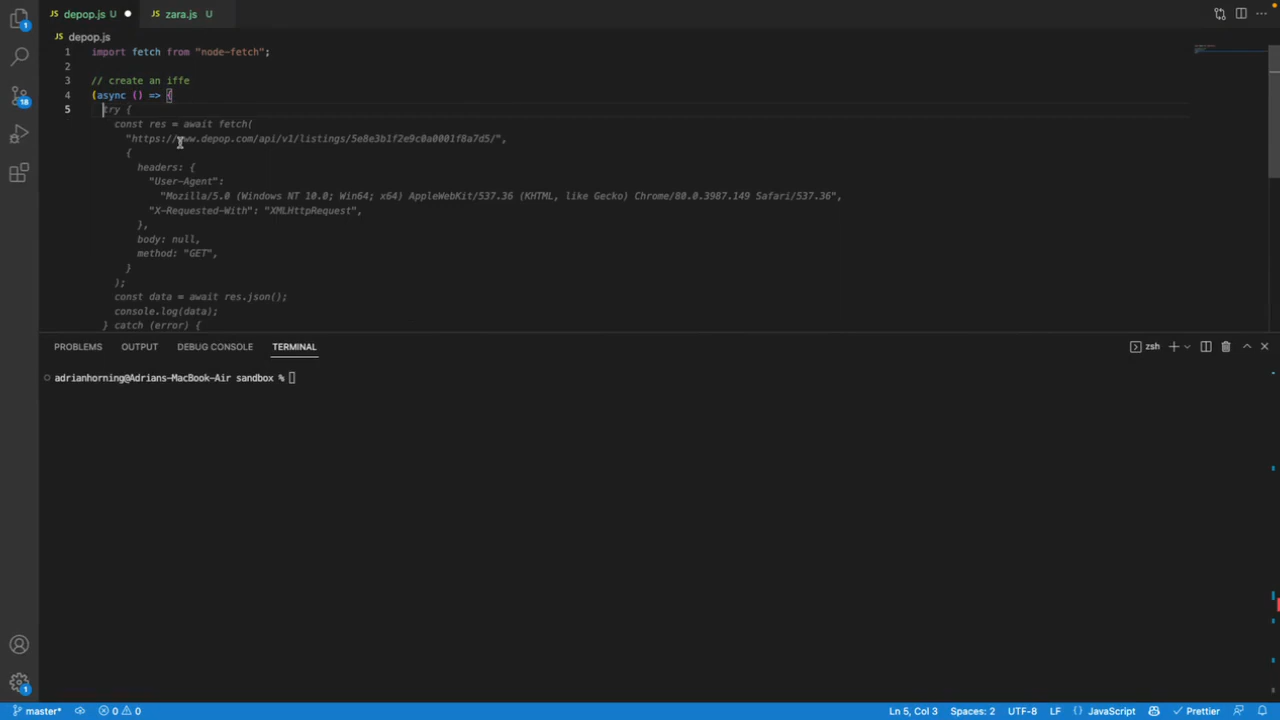 depop.js U
zara.js U
depop.js
1 import fetch from "node-fetch";
2
3 // create an iffe
4 (async () => {
5 try {
const res = await fetch(
"https://www.depop.com/api/v1/listings/5e8e3b1f2e9c0a0001f8a7d5/",
{
headers: {
"User-Agent":
"Mozilla/5.0 (Windows NT 10.0; Win64; x64) AppleWebKit/537.36 (KHTML, like Gecko) Chrome/80.0.3987.149 Safari/537.36",
"X-Requested-With": "XMLHttpRequest",
},
body: null,
method: "GET",
}
);
const data = await res.json();
console.log(data);
} catch (error) {
PROBLEMS OUTPUT DEBUG CONSOLE TERMINAL
zsh
adrianhorning@Adrians-MacBook-Air sandbox %
1
18
1
master* 0 0 Ln 5, Col 3 Spaces: 2 UTF-8 LF {} JavaScript Prettier